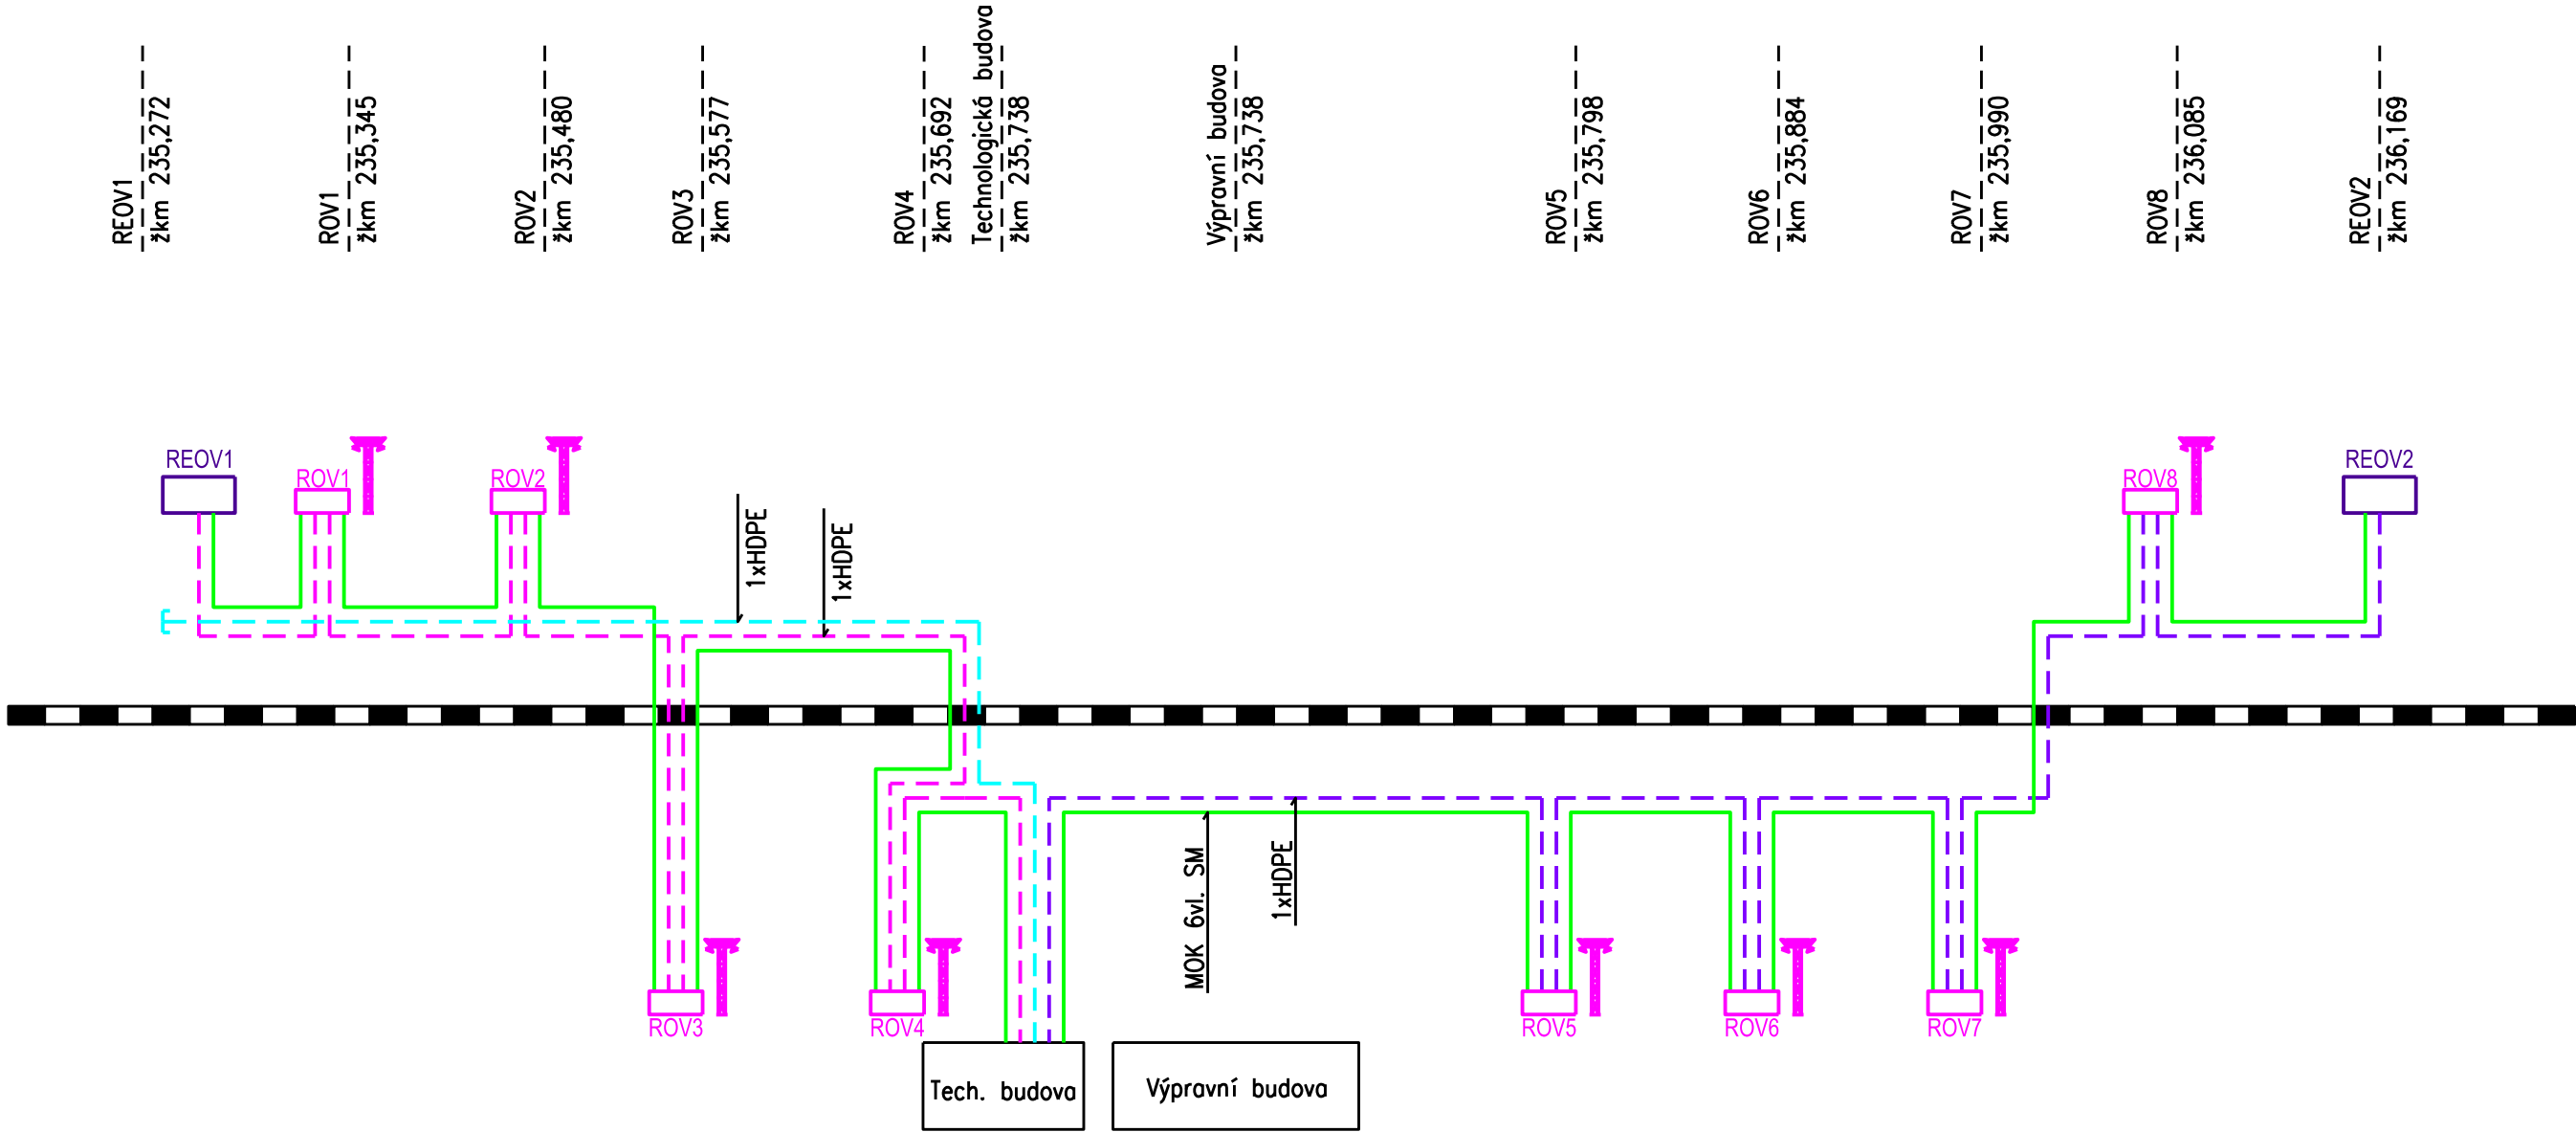 REOV1
žkm 235,272
ROV1
žkm 235,345
ROV2
žkm 235,480
ROV3
žkm 235,577
ROV4
žkm 235,692
Technologická budova
žkm 235,738
Výpravní budova
žkm 235,738
ROV5
žkm 235,798
ROV6
žkm 235,884
ROV7
žkm 235,990
ROV8
žkm 236,085
REOV2
žkm 236,169
REOV1
ROV1
ROV2
1xHDPE
1xHDPE
ROV8
REOV2
MOK 6vl. SM
1xHDPE
ROV3
ROV4
ROV5
ROV6
ROV7
Tech. budova
Výpravní budova